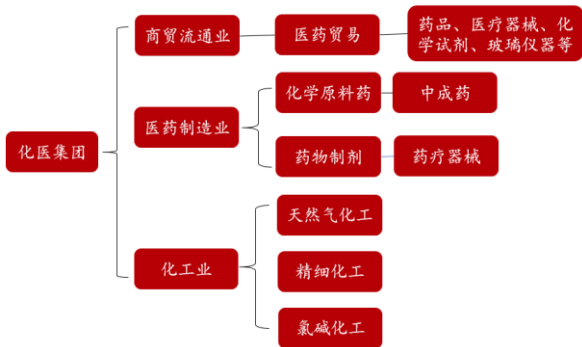 商贸流通业
医药贸易
药品、医疗器械、化
学试剂、玻璃仪器等
化医集团
医药制造业
化学原料药
中成药
药物制剂
药疗器械
化工业
天然气化工
精细化工
氯碱化工